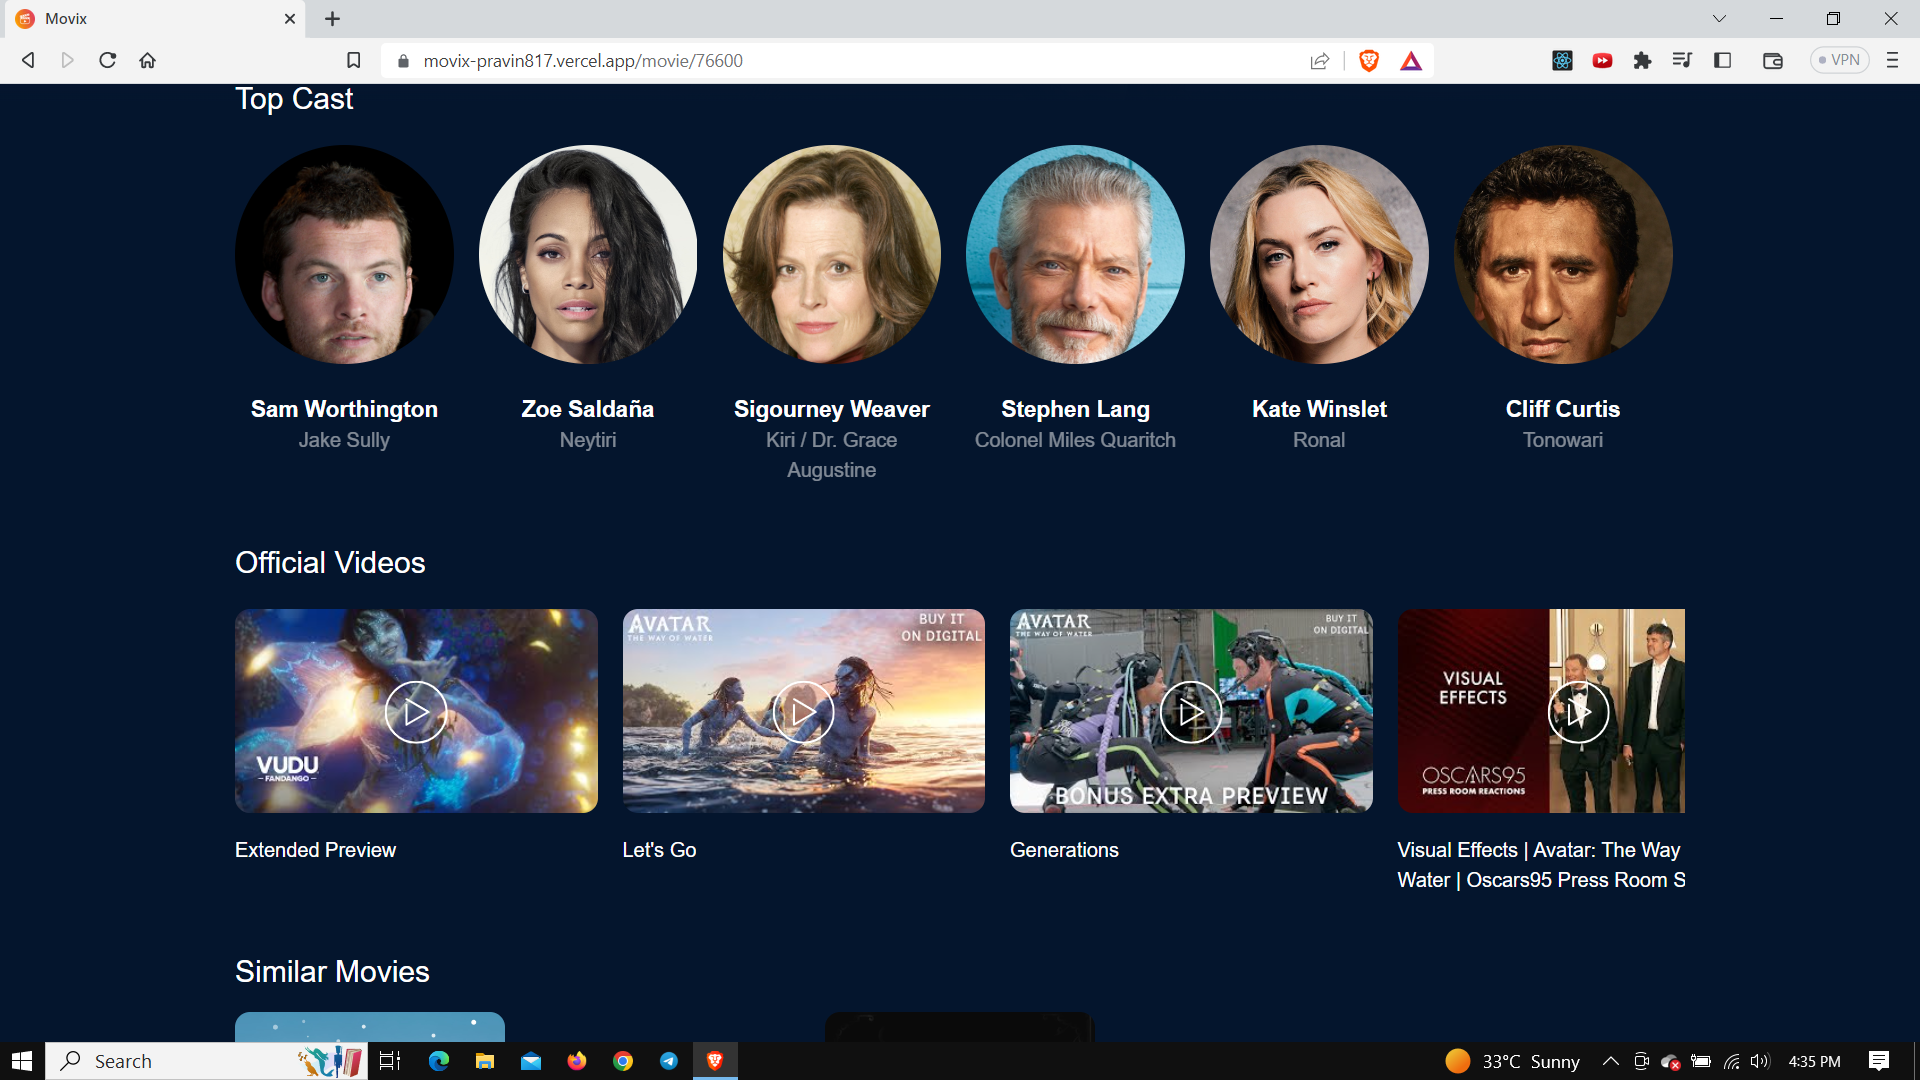 Movix
movix-pravin817.vercel.app/movie/76600
VPN
Top Cast
Sam Worthington
Jake Sully
Zoe Saldaña
Neytiri
Sigourney Weaver
Kiri / Dr. Grace
Augustine
Stephen Lang
Colonel Miles Quaritch
Kate Winslet
Ronal
Cliff Curtis
Tonowari
Official Videos
VUDU
FANDANGO
AVATAR
THE WAY OF WATER
BUY IT
ON DIGITAL
AVATAR
THE WAY OF WATER
BUY IT
ON DIGITAL
BONUS EXTRA PREVIEW
VISUAL
EFFECTS
OSCARS95
PRESS ROOM REACTIONS
Extended Preview
Let's Go
Generations
Visual Effects | Avatar: The Way
Water | Oscars95 Press Room S
Similar Movies
Search
33°C Sunny
4:35 PM